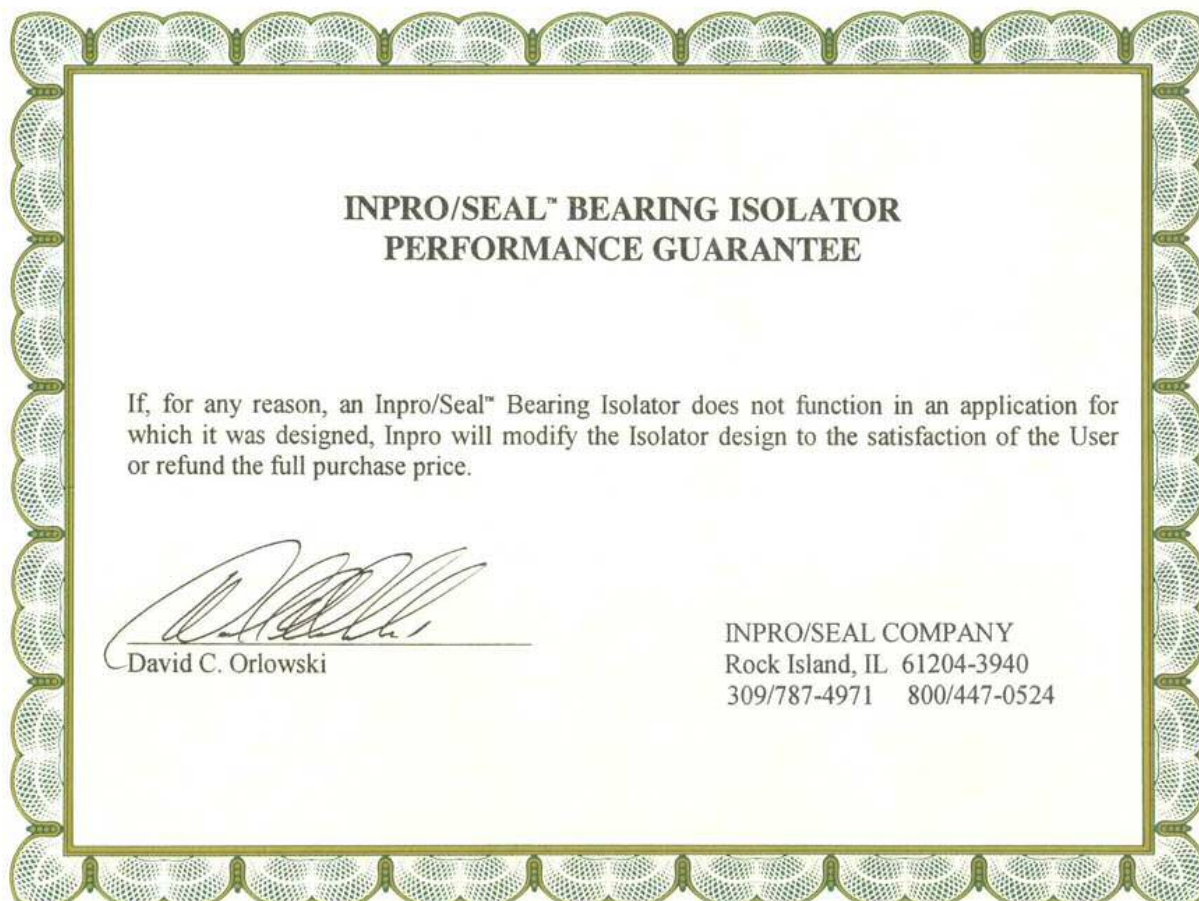 INPRO/SEAL™ BEARING ISOLATOR
PERFORMANCE GUARANTEE
If, for any reason, an Inpro/Seal™ Bearing Isolator does not function in an application for
which it was designed, Inpro will modify the Isolator design to the satisfaction of the User
or refund the full purchase price.
David C. Orlowski
INPRO/SEAL COMPANY
Rock Island, IL 61204-3940
309/787-4971 800/447-0524